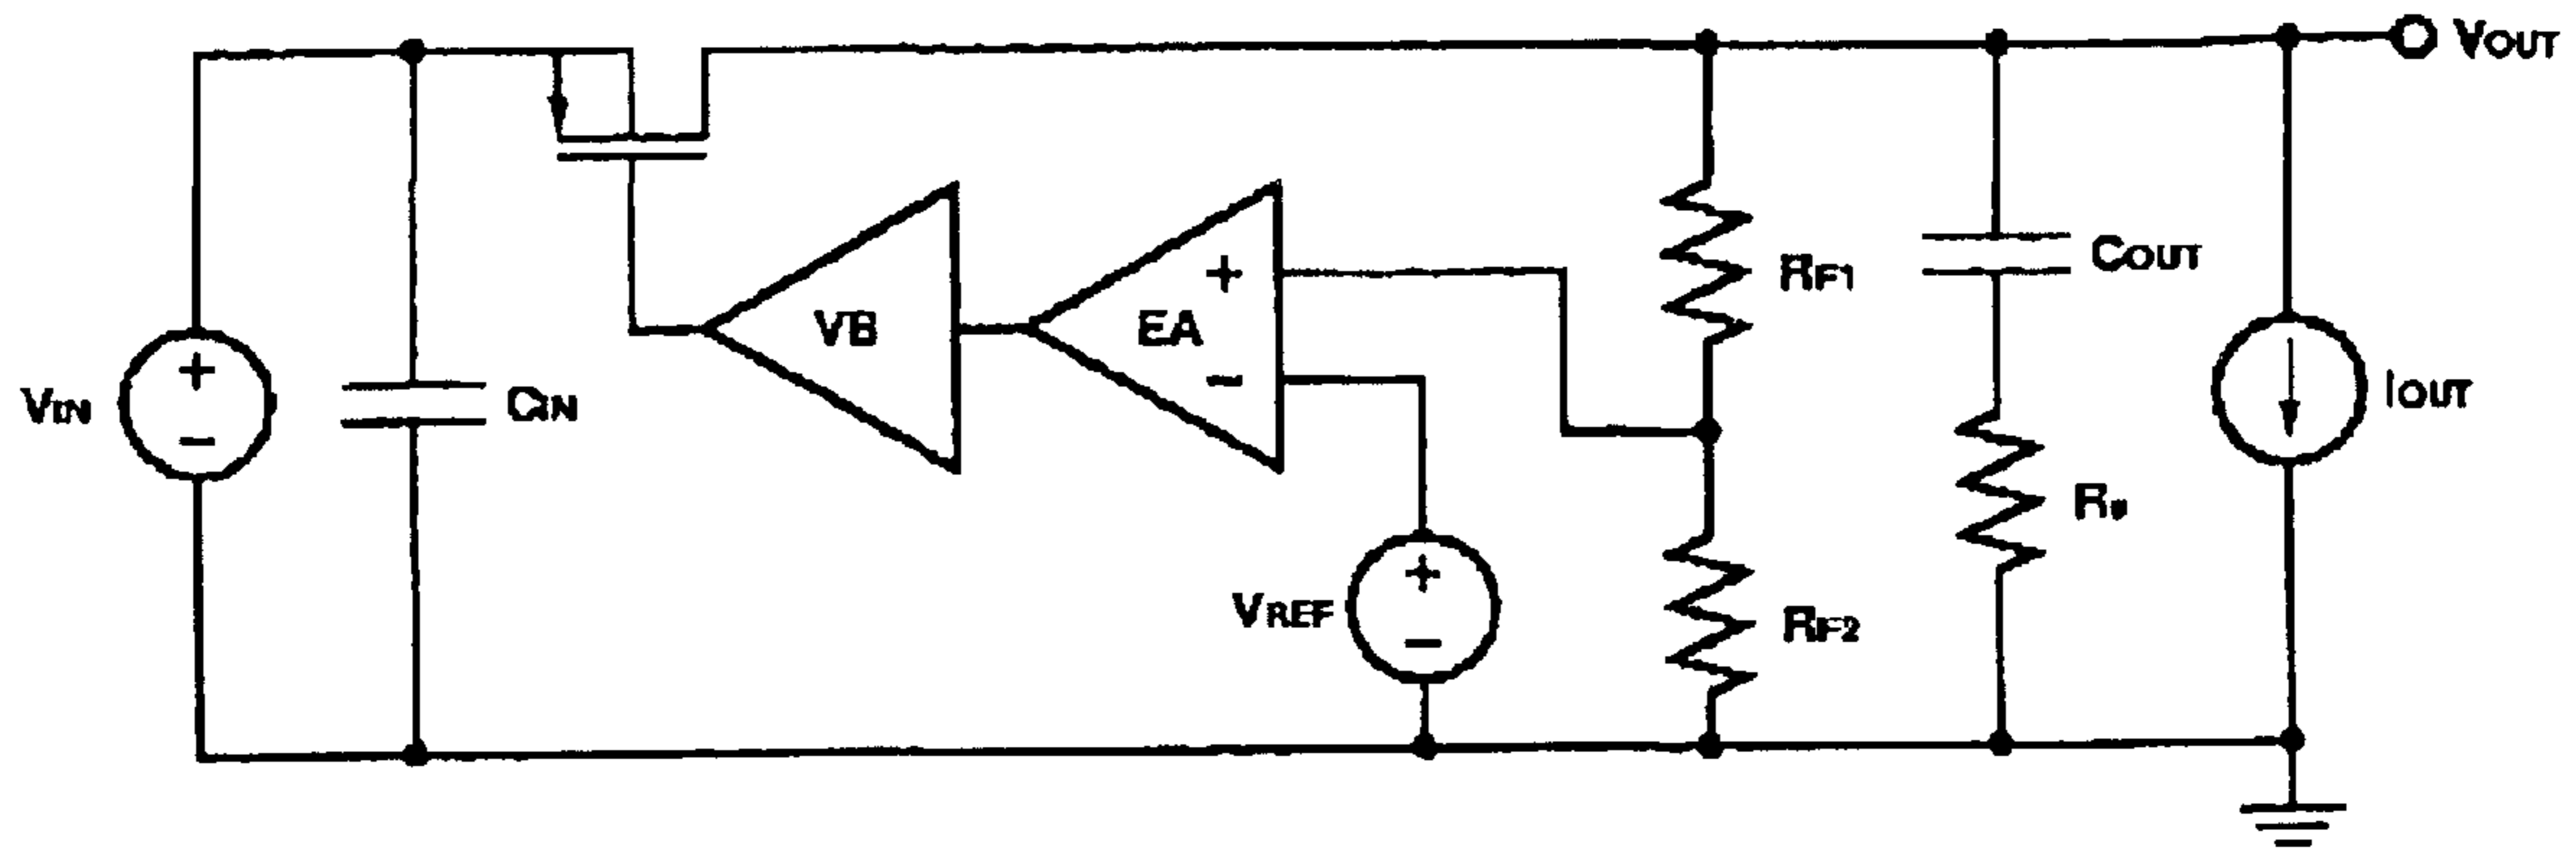 VOUT
+
VB
+
EA
−
RF1
COUT
VIN
+
−
CIN
IOUT
VREF
+
−
RF2